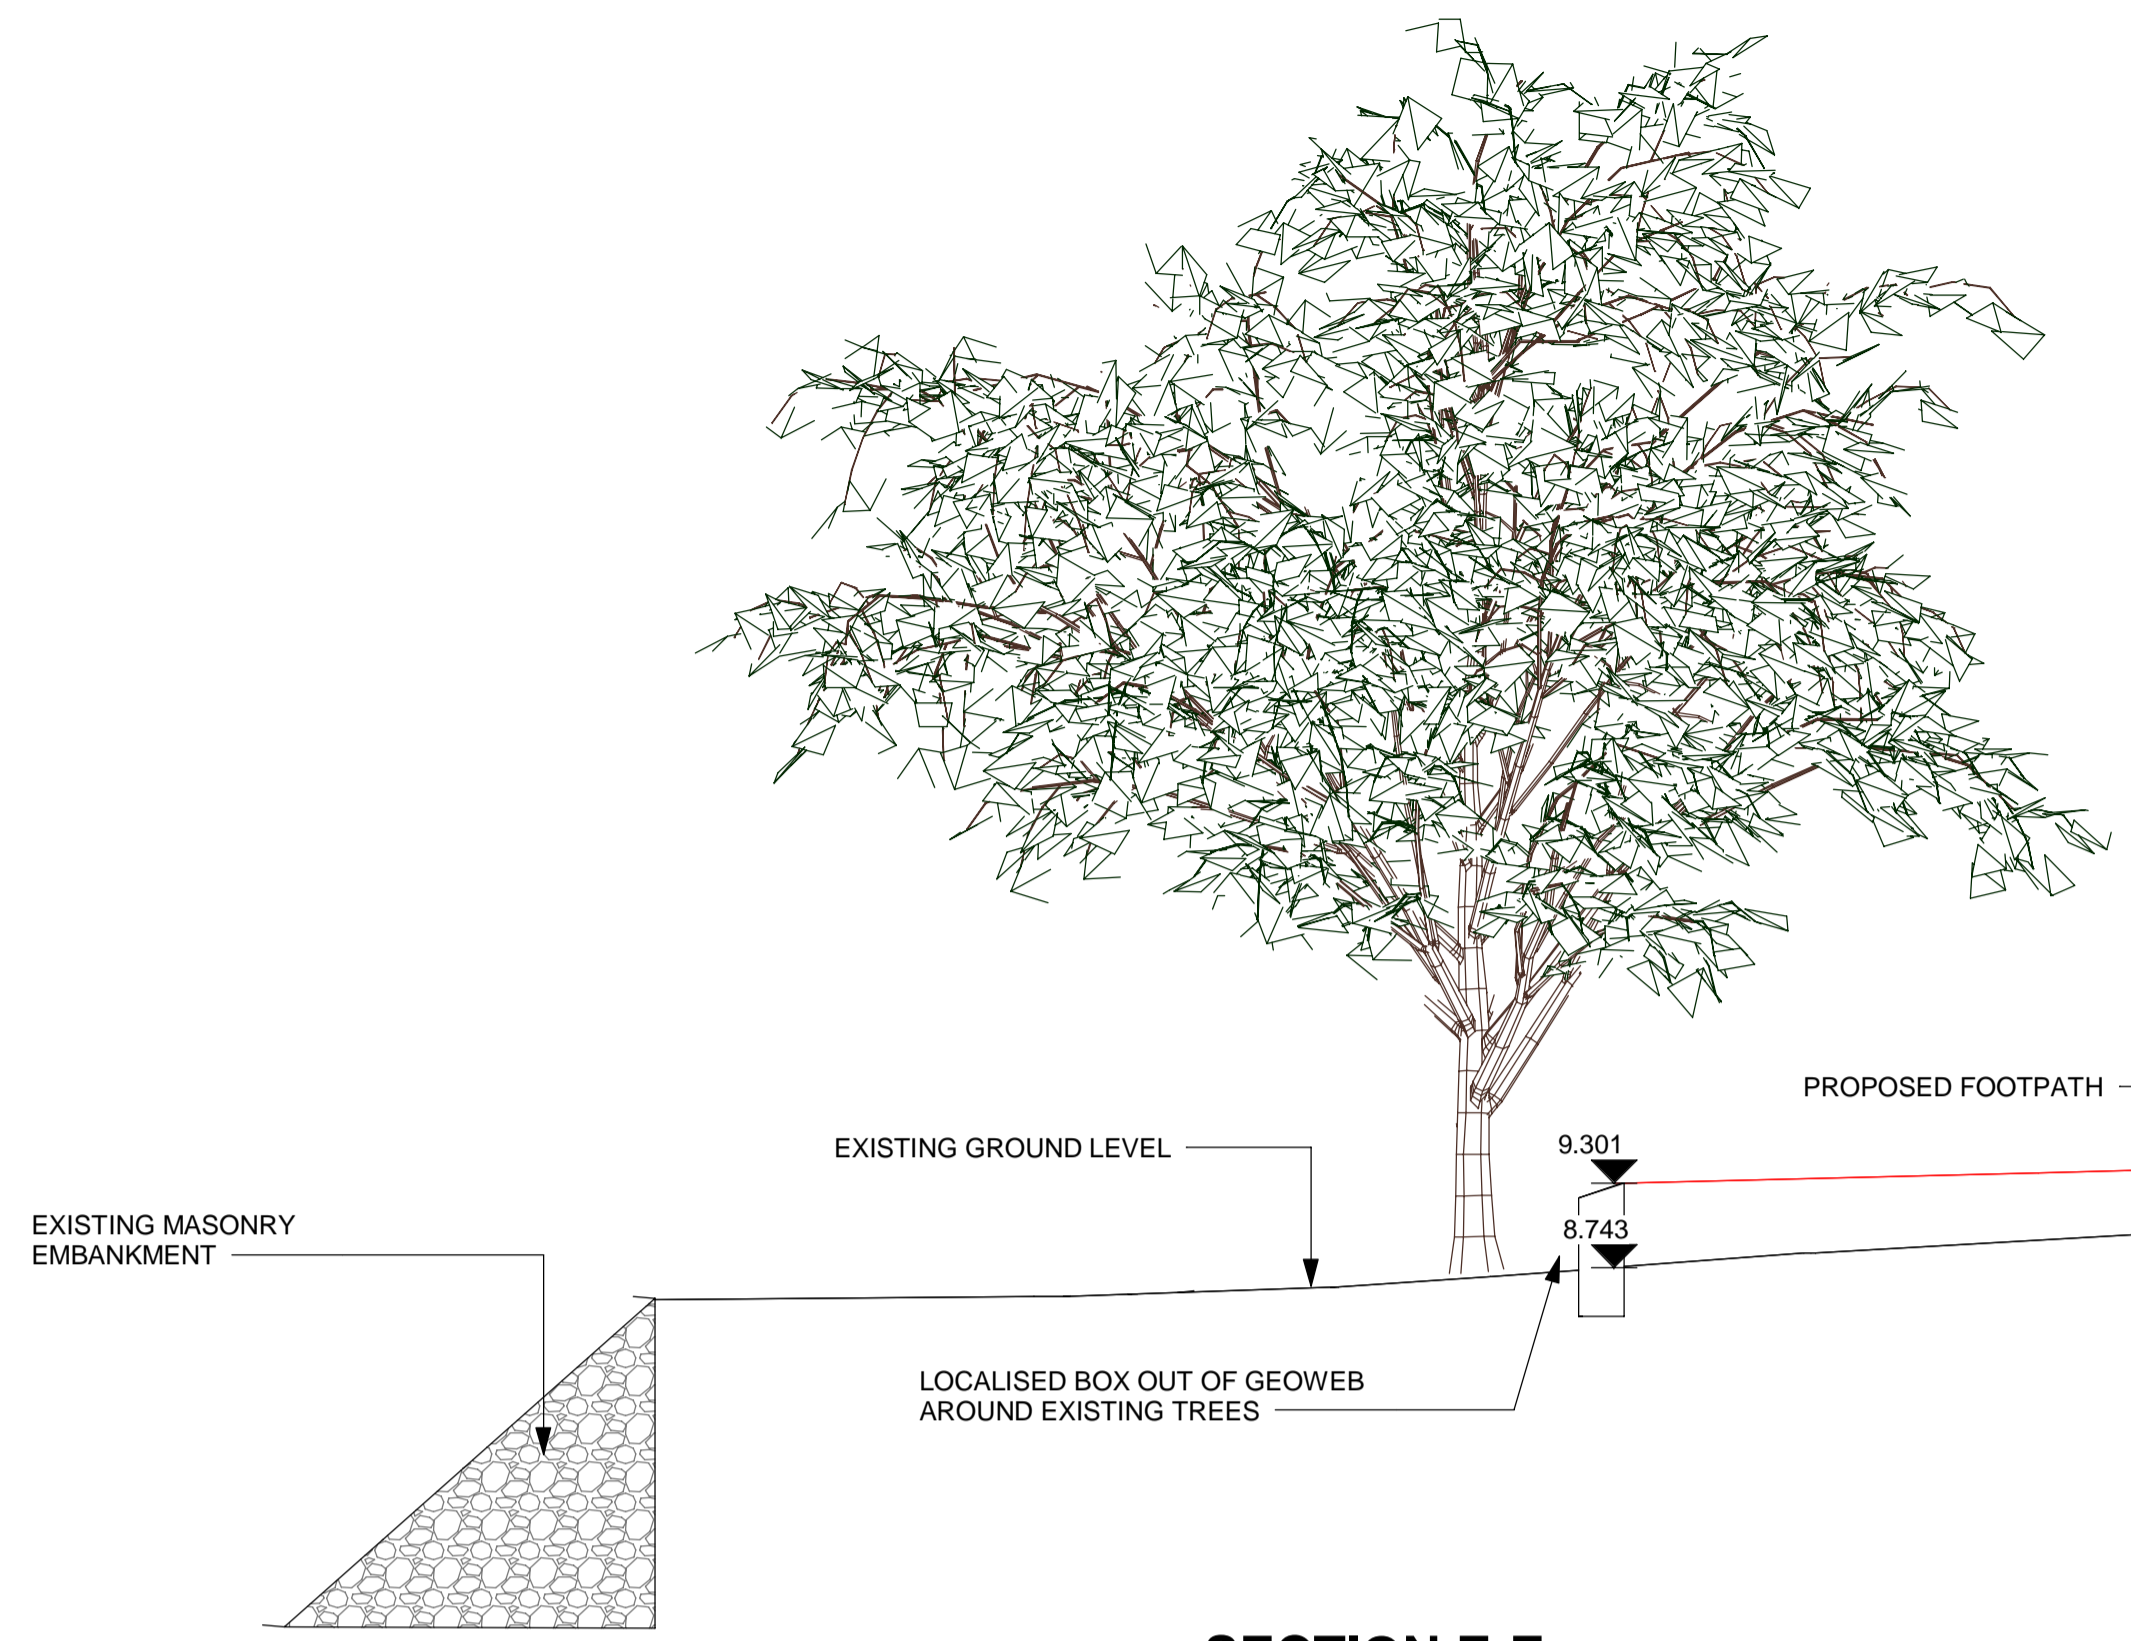 PROPOSED FOOTPATH
9.301
EXISTING GROUND LEVEL
EXISTING MASONRY
EMBANKMENT
8.743
LOCALISED BOX OUT OF GEOWEB
AROUND EXISTING TREES
SECTION